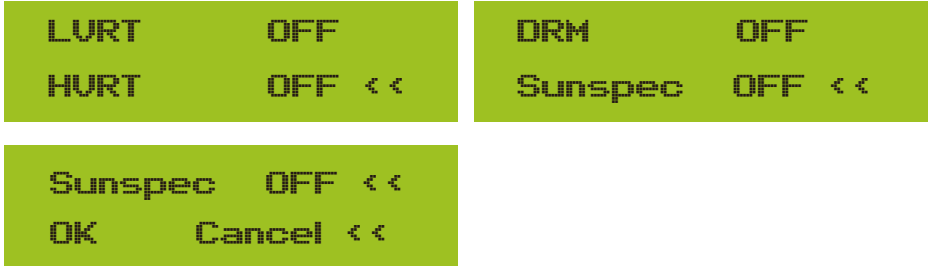 LVRT OFF
HVRT OFF <<
DRM OFF
Sunspec OFF <<
Sunspec OFF <<
OK Cancel <<